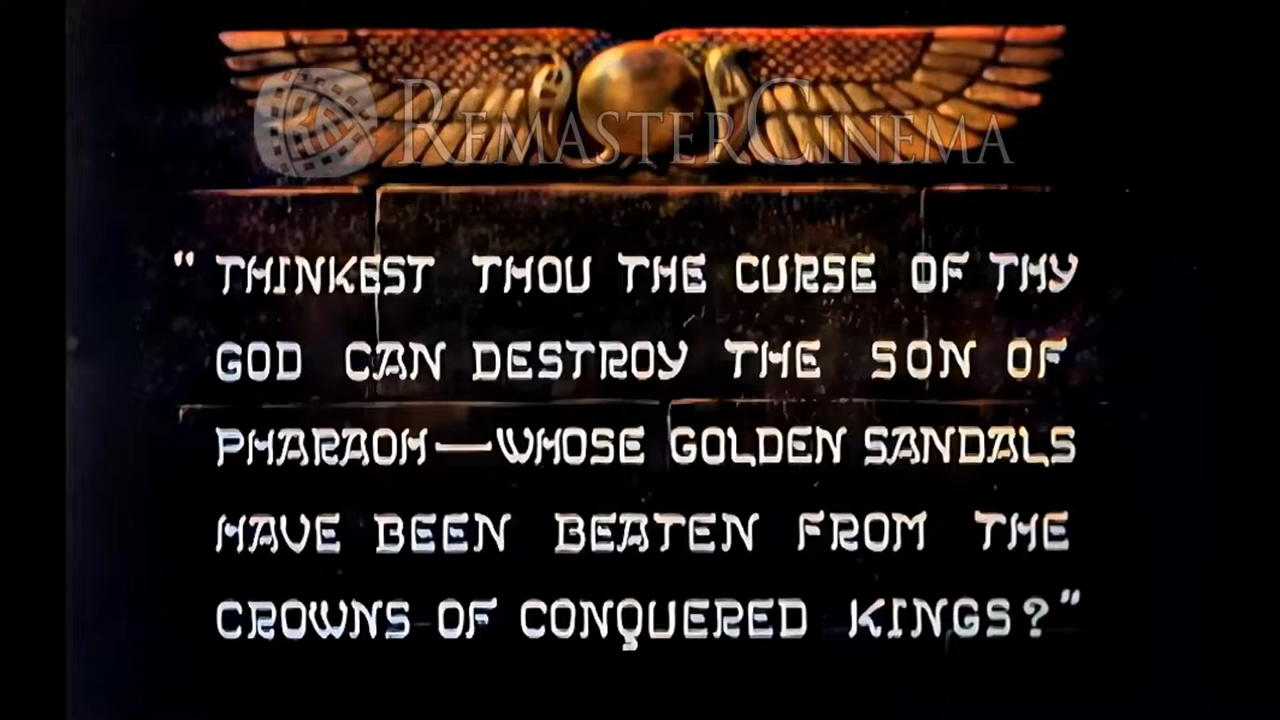 REMASTERCINEMA
" THINKEST THOU THE CURSE OF THY
GOD CAN DESTROY THE SON OF
PHARAOH—WHOSE GOLDEN SANDALS
HAVE BEEN BEATEN FROM THE
CROWNS OF CONQUERED KINGS?"